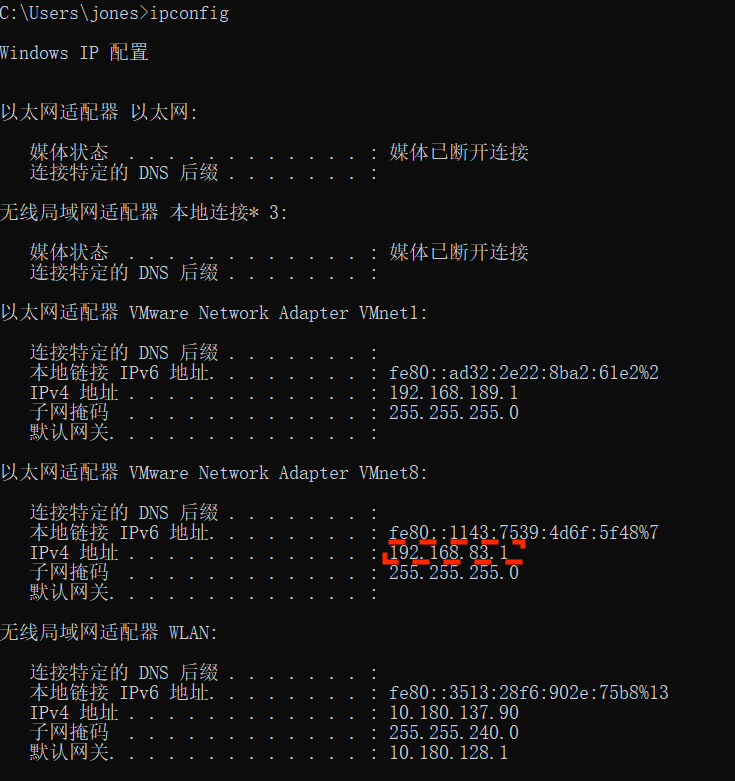 C:\Users\jones>ipconfig
Windows IP 配置
以太网适配器 以太网:
媒体状态 . . . . . . . . . . . . : 媒体已断开连接
连接特定的 DNS 后缀 . . . . . . . :
无线局域网适配器 本地连接* 3:
媒体状态 . . . . . . . . . . . . : 媒体已断开连接
连接特定的 DNS 后缀 . . . . . . . :
以太网适配器 VMware Network Adapter VMnet1:
连接特定的 DNS 后缀 . . . . . . . :
本地链接 IPv6 地址. . . . . . . . : fe80::ad32:2e22:8ba2:61e2%2
IPv4 地址 . . . . . . . . . . . . : 192.168.189.1
子网掩码 . . . . . . . . . . . . : 255.255.255.0
默认网关. . . . . . . . . . . . . :
以太网适配器 VMware Network Adapter VMnet8:
连接特定的 DNS 后缀 . . . . . . . :
本地链接 IPv6 地址. . . . . . . . : fe80::1143:7539:4d6f:5f48%7
IPv4 地址 . . . . . . . . . . . . : 192.168.83.1
子网掩码 . . . . . . . . . . . . : 255.255.255.0
默认网关. . . . . . . . . . . . . :
无线局域网适配器 WLAN:
连接特定的 DNS 后缀 . . . . . . . :
本地链接 IPv6 地址. . . . . . . . : fe80::3513:28f6:902e:75b8%13
IPv4 地址 . . . . . . . . . . . . : 10.180.137.90
子网掩码 . . . . . . . . . . . . : 255.255.240.0
默认网关. . . . . . . . . . . . . : 10.180.128.1